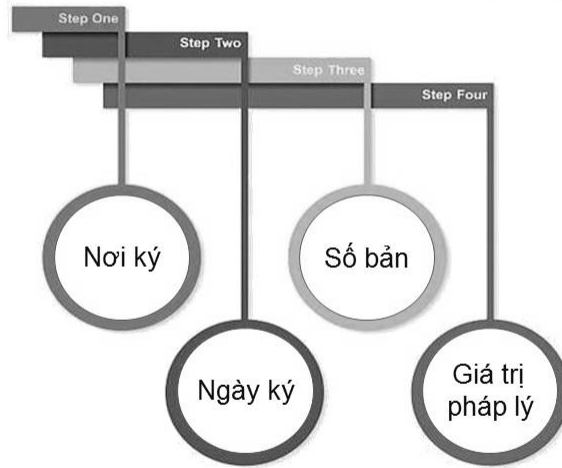 Step One
Step Two
Step Three
Step Four
Nơi ký
Số bản
Ngày ký
Giá trị
pháp lý